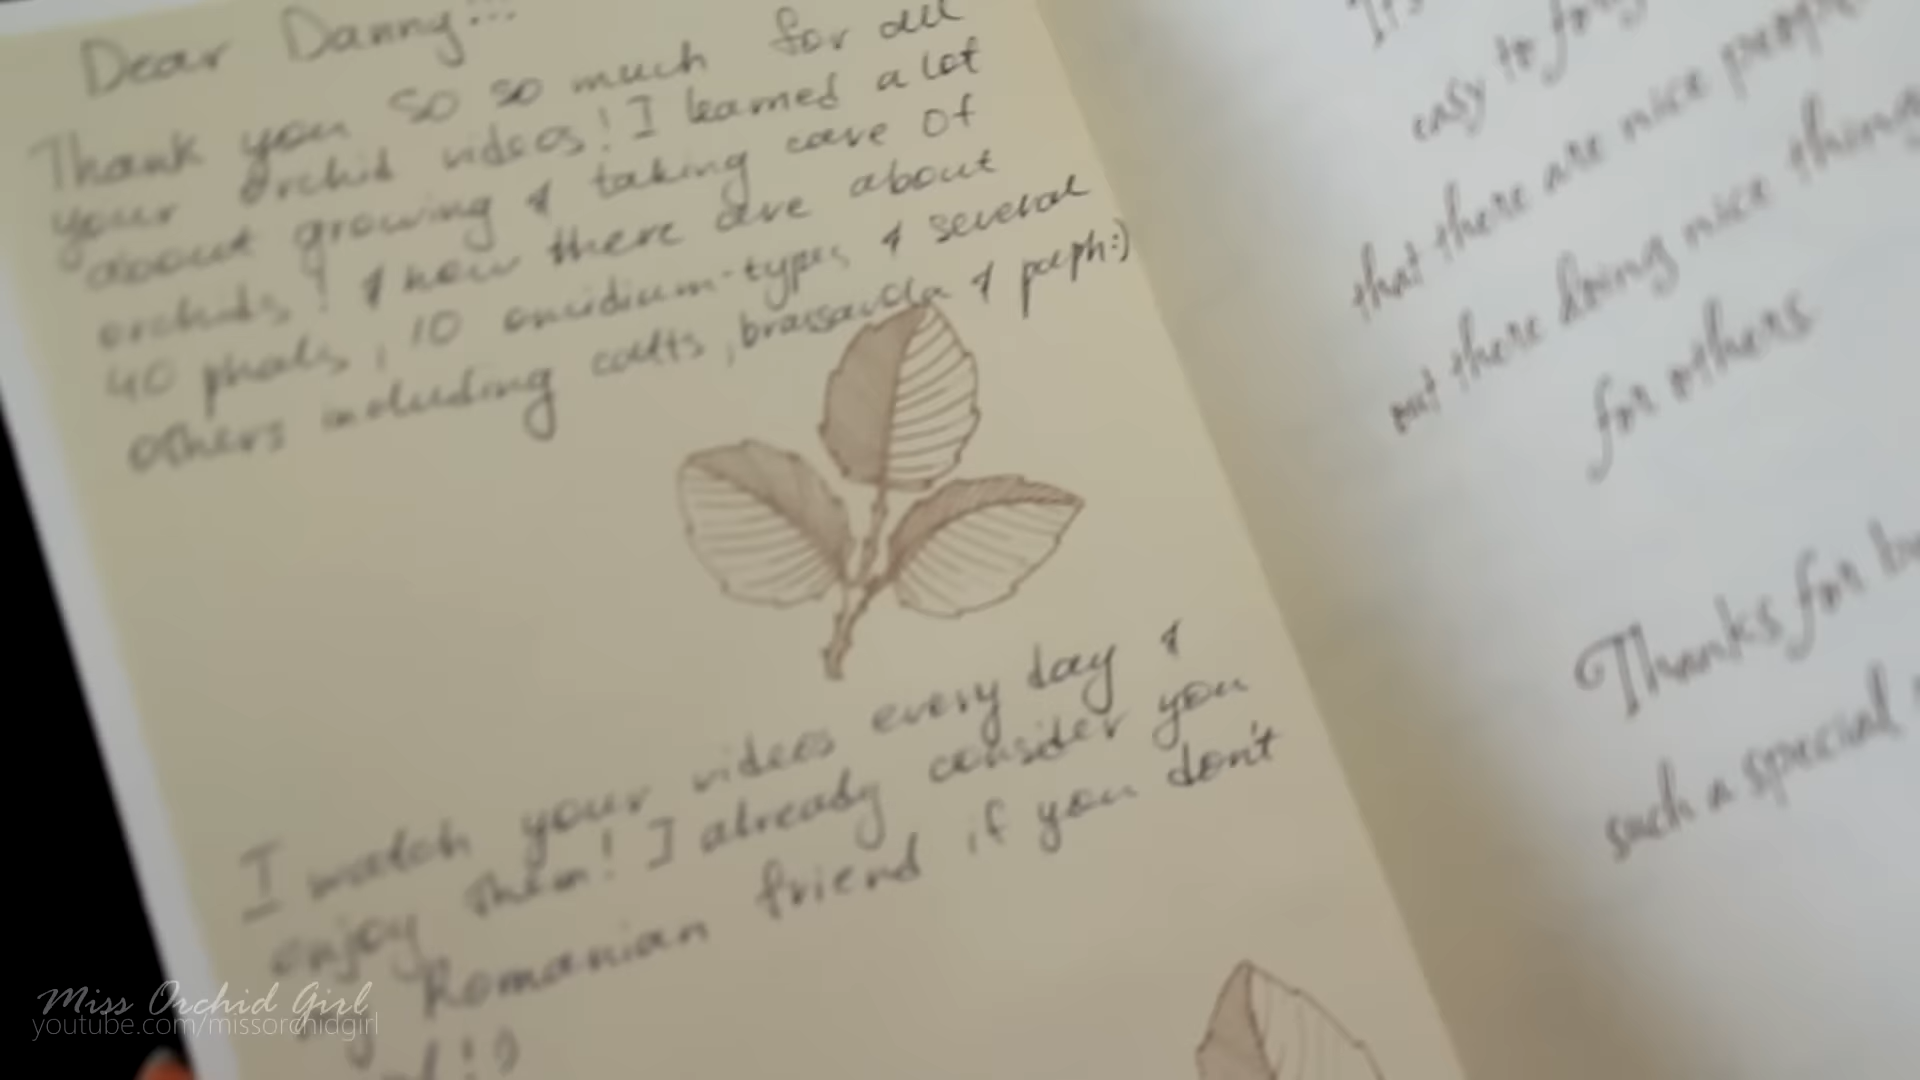 Dear Danny...
Thank you so so much for all
your orchid videos! I learned a lot
about growing & taking care of
orchids! & now there are about
40 phals, 10 oncidium-types & several
others including catts, brassavola & paph:)
I watch your videos every day &
enjoy them! I already consider you
Romanian friend if you don't
easy to
that there are nice
out there doing nice
for others
Thanks for
such a special
Miss Orchid Girl
youtube.com/missorchidgirl